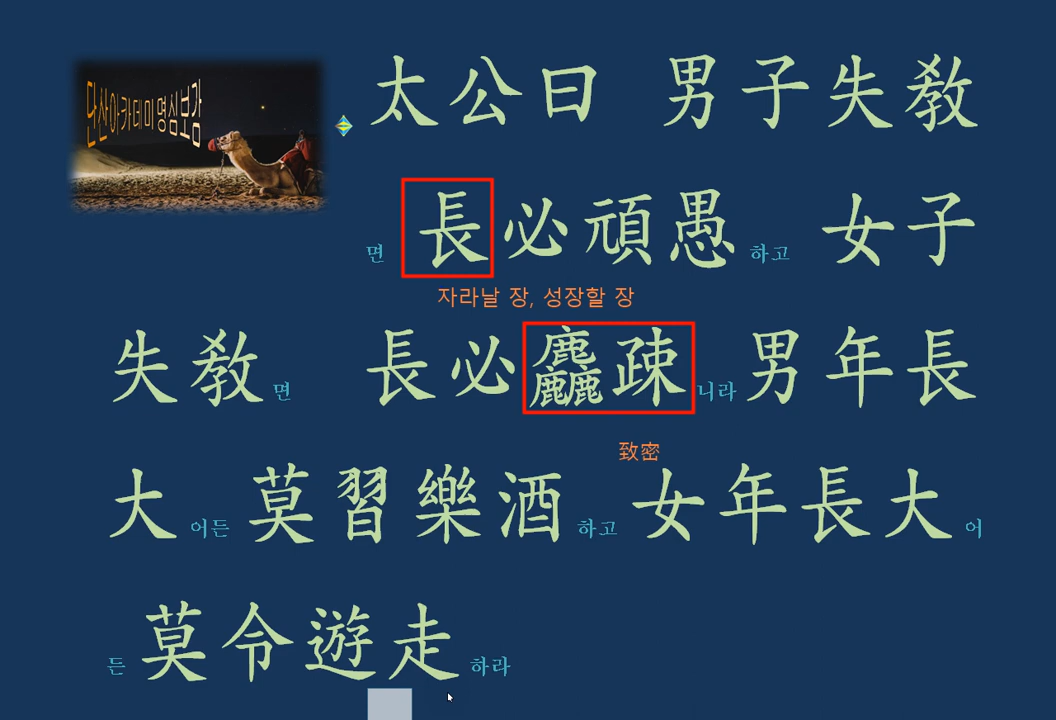 단산아카데미명심보감
太公曰 男子失教
면 長必頑愚하고 女子
자라날 장, 성장할 장
失教면 長必麤疎니라 男年長
致密
大어든 莫習樂酒하고 女年長大어
든 莫令遊走하라